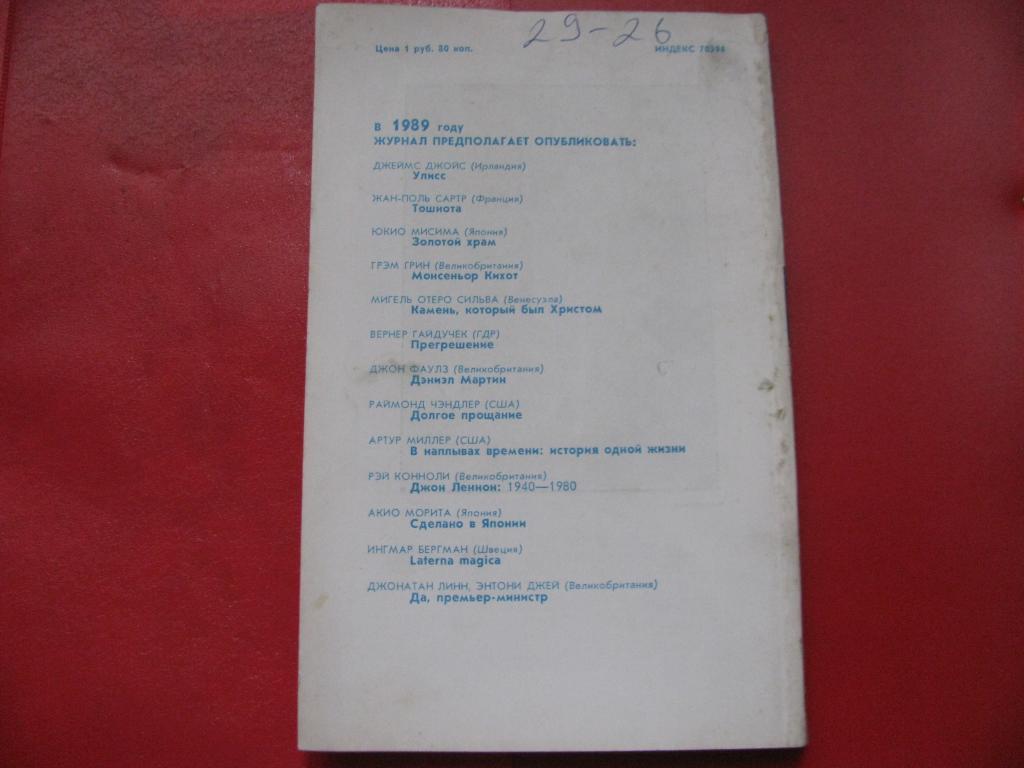 29-26
Цена 1 руб. 80 коп. ИНДЕКС
В 1989 году
ЖУРНАЛ ПРЕДПОЛАГАЕТ ОПУБЛИКОВАТЬ:
ДЖЕЙМС ДЖОЙС (Ирландия)
Улисс
ЖАН-ПОЛЬ САРТР (Франция)
Тошнота
ЮКИО МИСИМА (Япония)
Золотой храм
ГРЭМ ГРИН (Великобритания)
Монсеньор Кихот
МИГЕЛЬ ОТЕРО СИЛЬВА (Венесуэла)
Камень, который был Христом
ВЕРНЕР ГАЙДУЧЕК (ГДР)
Прегрешение
ДЖОН ФАУЛЗ (Великобритания)
Дэниэл Мартин
РАЙМОНД ЧЭНДЛЕР (США)
Долгое прощание
АРТУР МИЛЛЕР (США)
В наплывах времени: история одной жизни
РЭЙ КОННОЛИ (Великобритания)
Джон Леннон: 1940—1980
АКИО МОРИТА (Япония)
Сделано в Японии
ИНГМАР БЕРГМАН (Швеция)
Laterna magica
ДЖОНАТАН ЛИНН, ЭНТОНИ ДЖЕЙ (Великобритания)
Да, премьер-министр